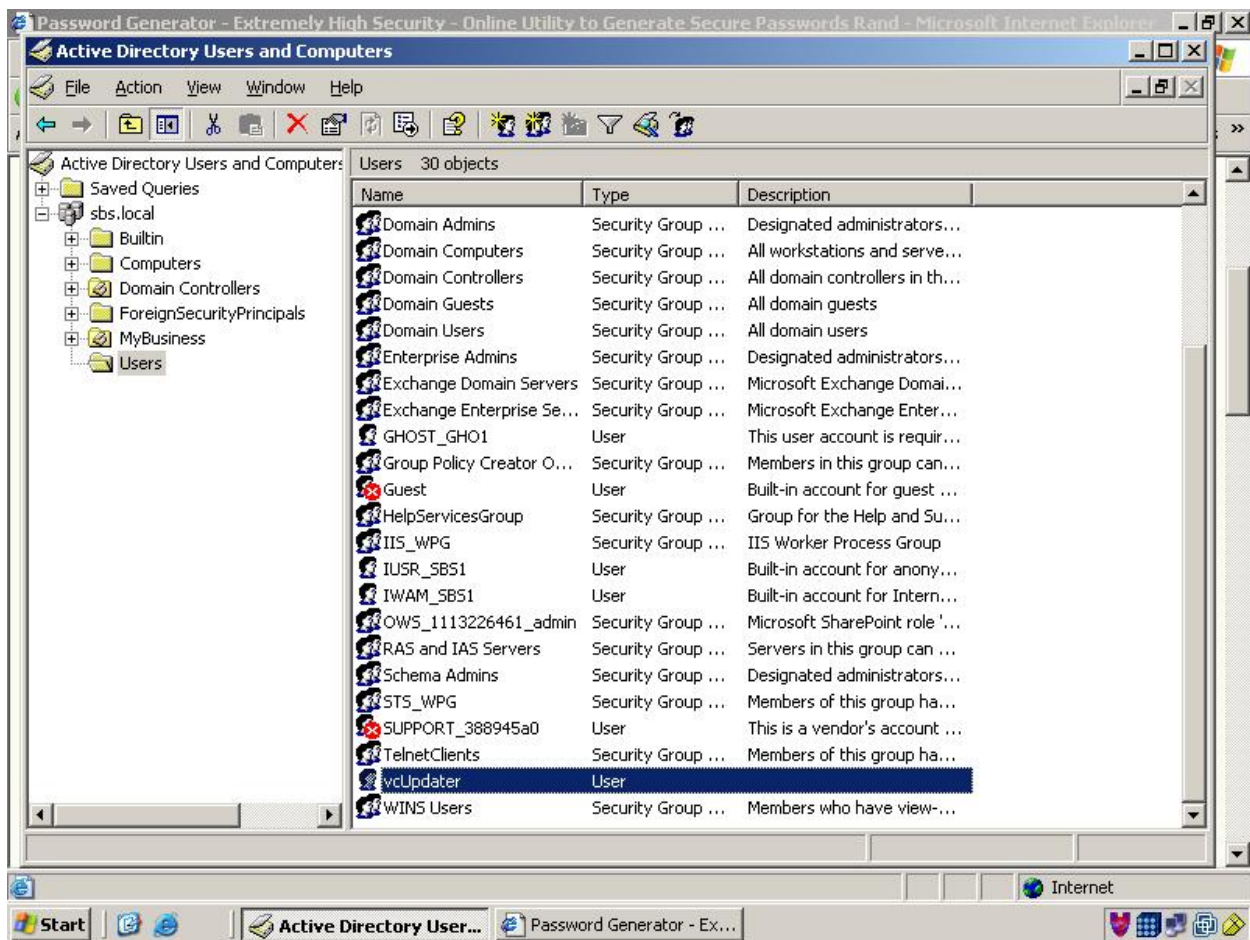 Password Generator - Extremely High Security - Online Utility to Generate Secure Passwords Rand - Microsoft Internet Explorer
Active Directory Users and Computers
File Action View Window Help
Active Directory Users and Computers
Saved Queries
sbs.local
Builtin
Computers
Domain Controllers
ForeignSecurityPrincipals
MyBusiness
Users
Users 30 objects
Name Type Description
Domain Admins Security Group ... Designated administrators...
Domain Computers Security Group ... All workstations and serve...
Domain Controllers Security Group ... All domain controllers in th...
Domain Guests Security Group ... All domain guests
Domain Users Security Group ... All domain users
Enterprise Admins Security Group ... Designated administrators...
Exchange Domain Servers Security Group ... Microsoft Exchange Domai...
Exchange Enterprise Se... Security Group ... Microsoft Exchange Enter...
GHOST_GHO1 User This user account is requir...
Group Policy Creator O... Security Group ... Members in this group can...
Guest User Built-in account for guest ...
HelpServicesGroup Security Group ... Group for the Help and Su...
IIS_WPG Security Group ... IIS Worker Process Group
IUSR_SBS1 User Built-in account for anony...
IWAM_SBS1 User Built-in account for Intern...
OWS_1113226461_admin Security Group ... Microsoft SharePoint role '...
RAS and IAS Servers Security Group ... Servers in this group can ...
Schema Admins Security Group ... Designated administrators...
STS_WPG Security Group ... Members of this group ha...
SUPPORT_388945a0 User This is a vendor's account ...
TelnetClients Security Group ... Members of this group ha...
vcUpdater User
WINS Users Security Group ... Members who have view-...
Internet
Start Active Directory User... Password Generator - Ex...